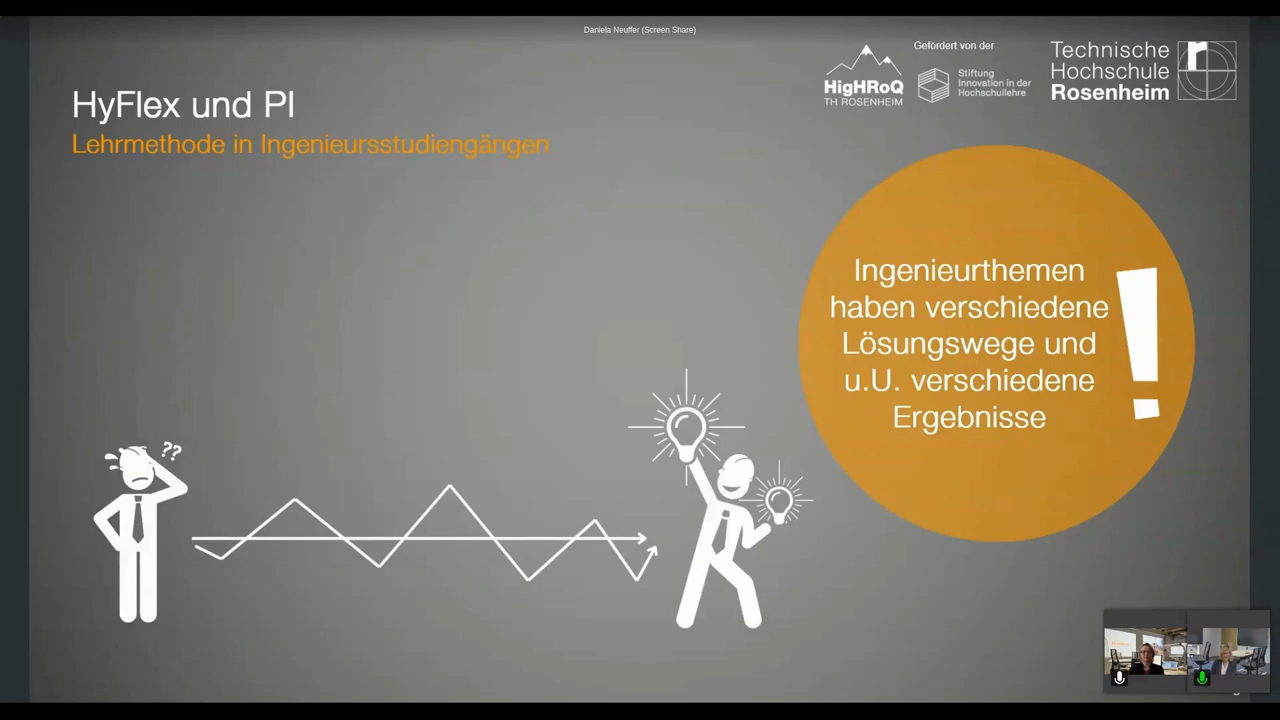 Daniela Neuffer (Screen Share)
HyFlex und PI
Lehrmethode in Ingenieursstudiengängen
HigHRoQ
TH ROSENHEIM
Gefördert von der
Stiftung
Innovation in der
Hochschullehre
Technische
Hochschule
Rosenheim
r
Ingenieurthemen
haben verschiedene
Lösungswege und
u.U. verschiedene
Ergebnisse
!
??